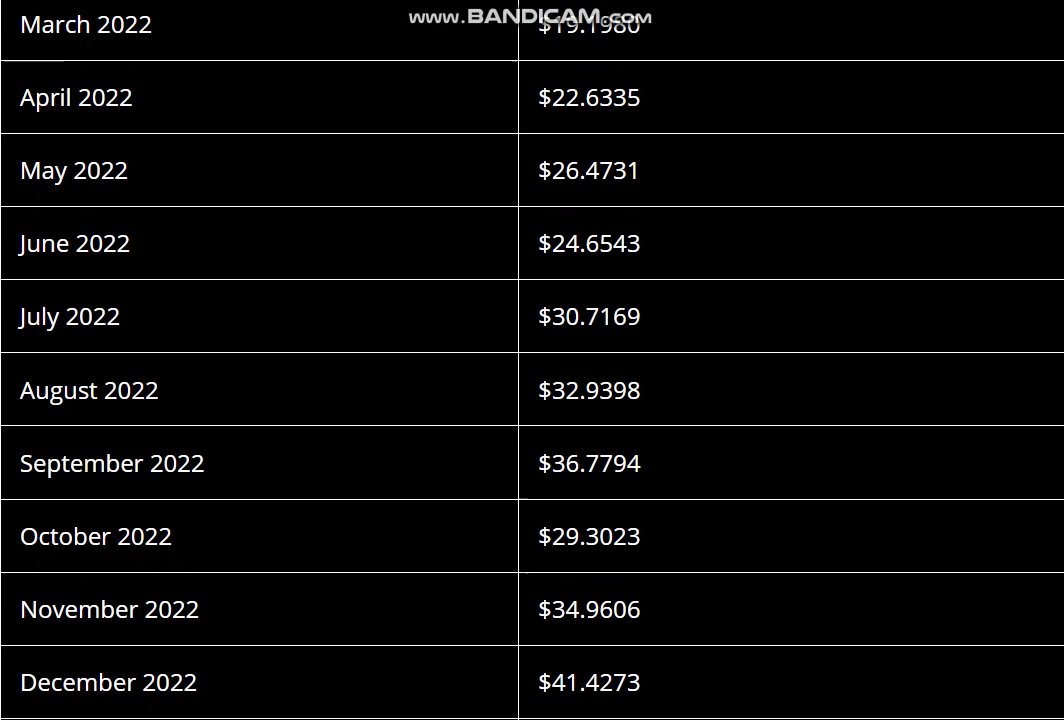 www.BANDICAM.com
March 2022 $19.1980
April 2022 $22.6335
May 2022 $26.4731
June 2022 $24.6543
July 2022 $30.7169
August 2022 $32.9398
September 2022 $36.7794
October 2022 $29.3023
November 2022 $34.9606
December 2022 $41.4273